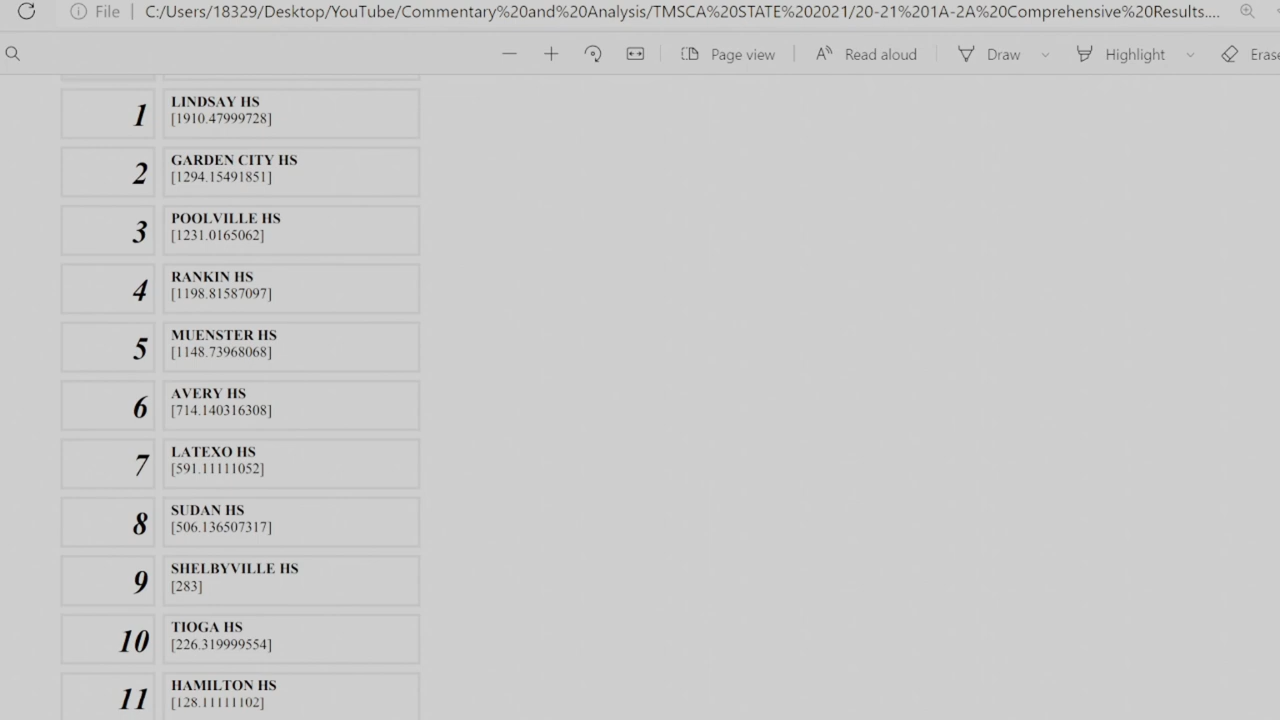 File C:/Users/18329/Desktop/YouTube/Commentary%20and%20Analysis/TMSCA%20STATE%202021/20-21%201A-2A%20Comprehensive%20Results....
Page view Read aloud Draw Highlight Erase
1 LINDSAY HS
[1910.47999728]
2 GARDEN CITY HS
[1294.15491851]
3 POOLVILLE HS
[1231.0165062]
4 RANKIN HS
[1198.81587097]
5 MUENSTER HS
[1148.73968068]
6 AVERY HS
[714.140316308]
7 LATEXO HS
[591.11111052]
8 SUDAN HS
[506.136507317]
9 SHELBYVILLE HS
[283]
10 TIOGA HS
[226.319999554]
11 HAMILTON HS
[128.11111102]